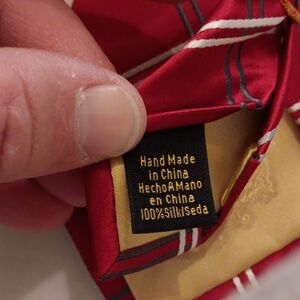 Hand Made
in China
HechoAMano
en China
100%Silk/Seda